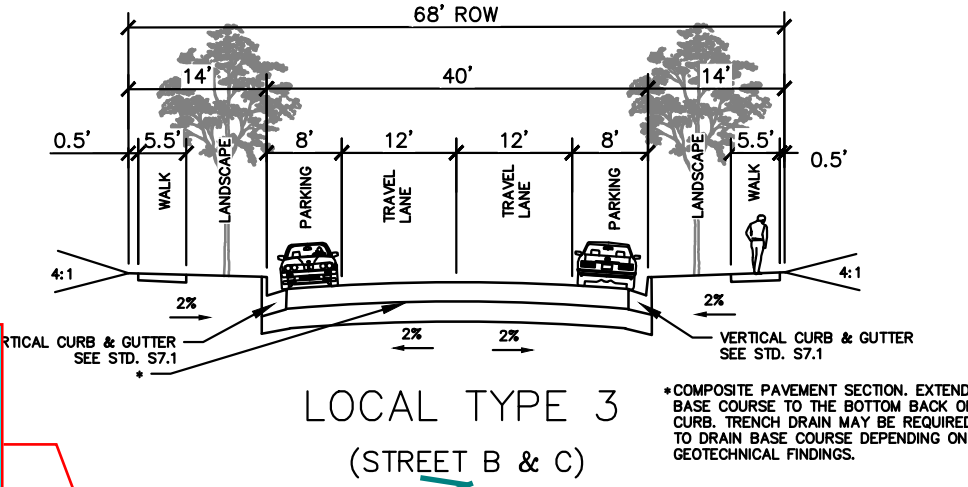 68' ROW
14'
40'
14'
0.5'
5.5'
8'
12'
12'
8'
5.5'
0.5'
WALK
LANDSCAPE
PARKING
TRAVEL
LANE
TRAVEL
LANE
PARKING
LANDSCAPE
WALK
4:1
4:1
2%
2%
RTICAL CURB & GUTTER
SEE STD. S7.1
*
2%
2%
VERTICAL CURB & GUTTER
SEE STD. S7.1
LOCAL TYPE 3
(STREET B & C)
*COMPOSITE PAVEMENT SECTION. EXTEND
BASE COURSE TO THE BOTTOM BACK OF
CURB. TRENCH DRAIN MAY BE REQUIRED
TO DRAIN BASE COURSE DEPENDING ON
GEOTECHNICAL FINDINGS.